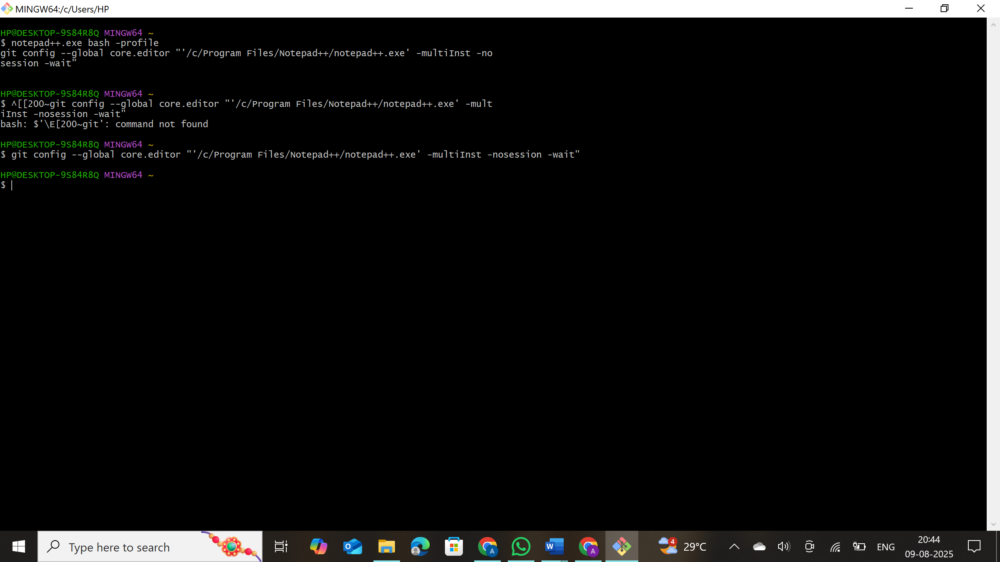 MINGW64:/c/Users/HP
HP@DESKTOP-9S84R8Q MINGW64 ~
$ notepad++.exe bash -profile
git config --global core.editor "'/c/Program Files/Notepad++/notepad++.exe' -multiInst -no
session -wait"
HP@DESKTOP-9S84R8Q MINGW64 ~
$ ^[[200~git config --global core.editor "'/c/Program Files/Notepad++/notepad++.exe' -mult
iInst -nosession -wait"
bash: $'\E[200~git': command not found
HP@DESKTOP-9S84R8Q MINGW64 ~
$ git config --global core.editor "'/c/Program Files/Notepad++/notepad++.exe' -multiInst -nosession -wait"
HP@DESKTOP-9S84R8Q MINGW64 ~
$
Type here to search
O
A
W
A
4
29°C
ENG
20:44
09-08-2025